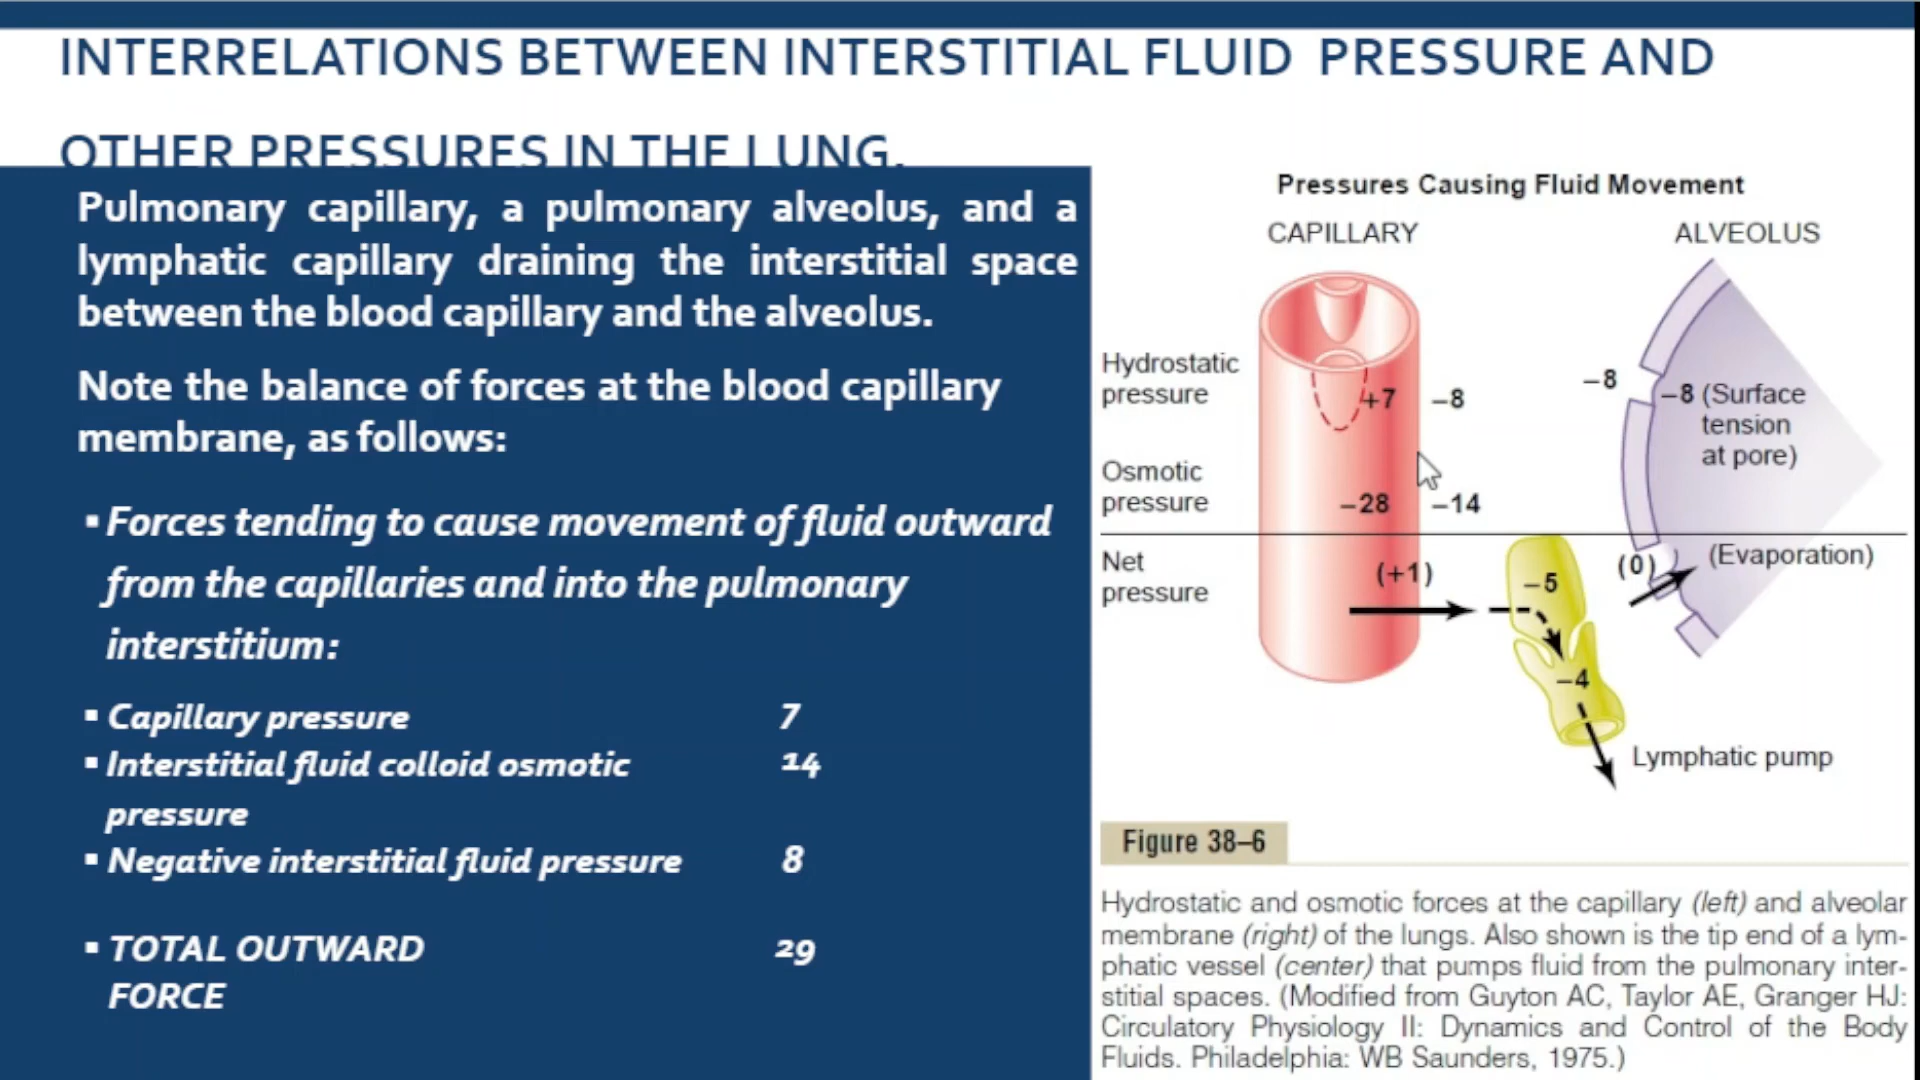 INTERRELATIONS BETWEEN INTERSTITIAL FLUID PRESSURE AND
OTHER PRESSURES IN THE LUNG.
Pulmonary capillary, a pulmonary alveolus, and a
lymphatic capillary draining the interstitial space
between the blood capillary and the alveolus.
Note the balance of forces at the blood capillary
membrane, as follows:
▪ Forces tending to cause movement of fluid outward
from the capillaries and into the pulmonary
interstitium:
▪ Capillary pressure 7
▪ Interstitial fluid colloid osmotic 14
pressure
▪ Negative interstitial fluid pressure 8
▪ TOTAL OUTWARD 29
FORCE
Pressures Causing Fluid Movement
CAPILLARY ALVEOLUS
Hydrostatic
pressure
+7 –8
–8
–8 (Surface
tension
at pore)
Osmotic
pressure
–28 –14
Net
pressure
(+1)
–5
–4
(0)
(Evaporation)
Lymphatic pump
Figure 38–6
Hydrostatic and osmotic forces at the capillary (left) and alveolar
membrane (right) of the lungs. Also shown is the tip end of a lym-
phatic vessel (center) that pumps fluid from the pulmonary inter-
stitial spaces. (Modified from Guyton AC, Taylor AE, Granger HJ:
Circulatory Physiology II: Dynamics and Control of the Body
Fluids. Philadelphia: WB Saunders, 1975.)